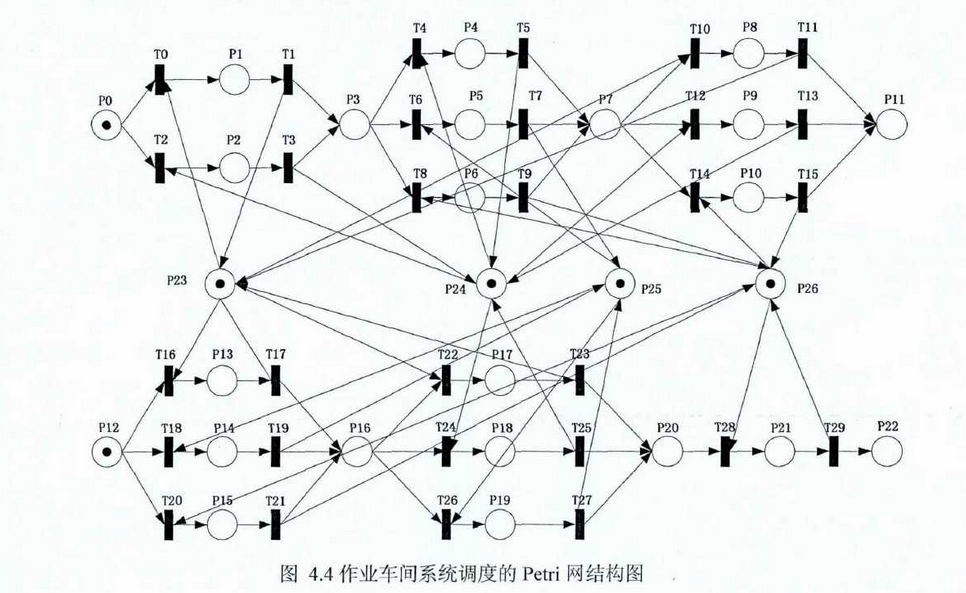 T4 P4 T5 T10 P8 T11
T0 P1 T1
P0 P3 T6 P5 T7 P7 T12 P9 T13 P11
T2 P2 T3
T8 P6 T9 T14 P10 T15
P23 P24 P25 P26
T16 P13 T17 T22 P17 T23
P12 T18 P14 T19 P16 T24 P18 T25 P20 T28 P21 T29 P22
T20 P15 T21 T26 P19 T27
图 4.4 作业车间系统调度的 Petri 网结构图